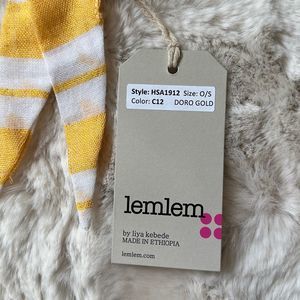 Style: HSA1912 Size: O/S
Color: C12 DORO GOLD
lemlem
by liya kebede
MADE IN ETHIOPIA
lemlem.com